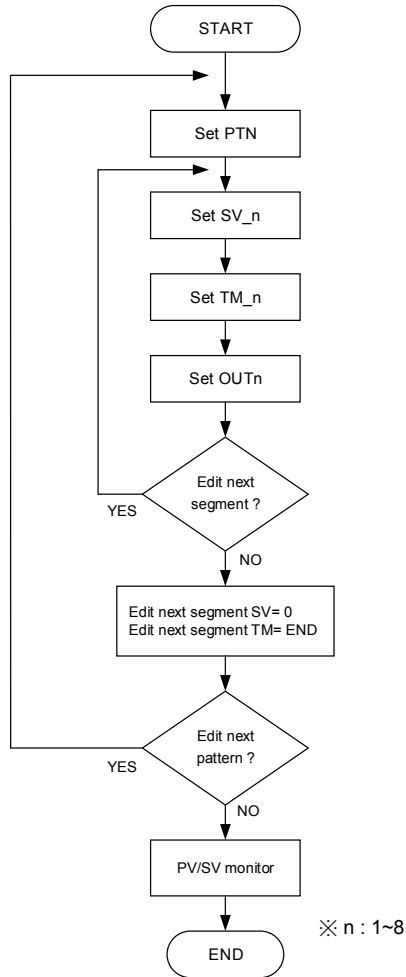 START
Set PTN
Set SV_n
Set TM_n
Set OUTn
Edit next
segment ?
YES
NO
Edit next segment SV= 0
Edit next segment TM= END
Edit next
pattern ?
YES
NO
PV/SV monitor
※ n : 1~8
END